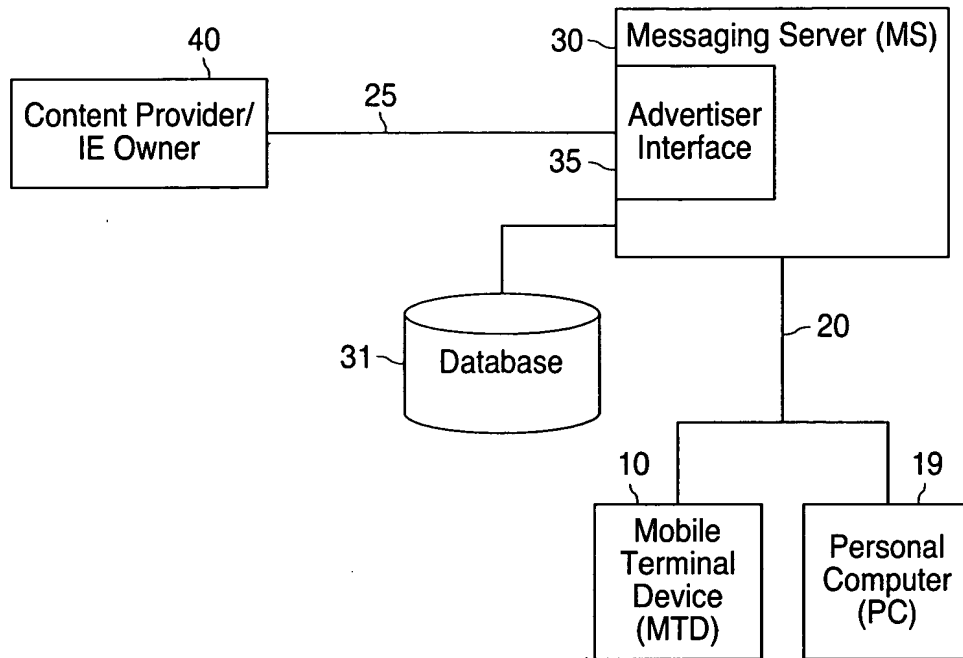 40
Content Provider/
IE Owner
25
30
Messaging Server (MS)
Advertiser
Interface
35
31
Database
20
10
Mobile
Terminal
Device
(MTD)
19
Personal
Computer
(PC)